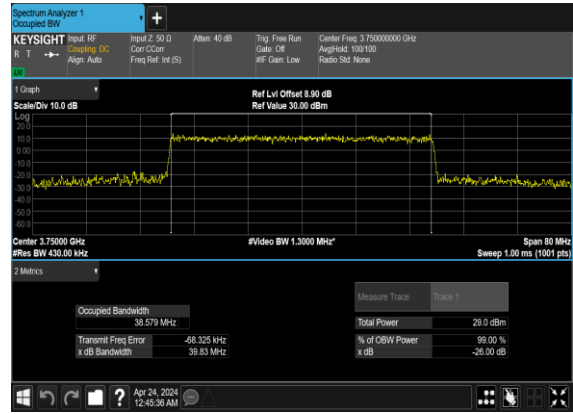 Spectrum Analyzer 1
Occupied BW
+
KEYSIGHT Input: RF Input Z: 50 Ω Atten: 40 dB Trig: Free Run Center Freq: 3.750000000 GHz
R T Coupling: DC Corr CCorr Gate: Off Avg|Hold: 100/100
Align: Auto Freq Ref: Int (S) #IF Gain: Low Radio Std: None
LW
1 Graph
Ref Lvl Offset 8.90 dB
Scale/Div 10.0 dB Ref Value 30.00 dBm
Log
20.0
10.0
0.00
-10.0
-20.0
-30.0
-40.0
-50.0
-60.0
Center 3.75000 GHz #Video BW 1.3000 MHz* Span 80 MHz
#Res BW 430.00 kHz Sweep 1.00 ms (1001 pts)
2 Metrics
Measure Trace Trace 1
Occupied Bandwidth
38.579 MHz Total Power 29.0 dBm
Transmit Freq Error -68.325 kHz % of OBW Power 99.00 %
x dB Bandwidth 39.83 MHz x dB -26.00 dB
? Apr 24, 2024
12:45:36 AM